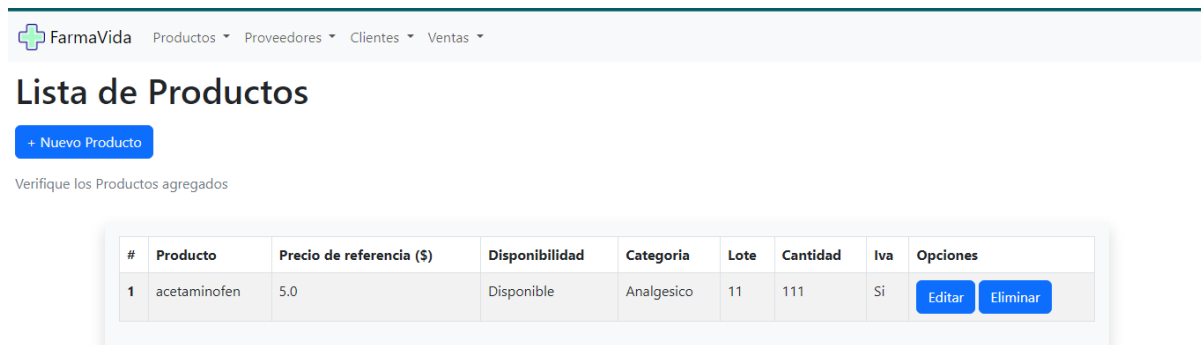 FarmaVida Productos Proveedores Clientes Ventas
Lista de Productos
+ Nuevo Producto
Verifique los Productos agregados
# Producto Precio de referencia ($) Disponibilidad Categoria Lote Cantidad Iva Opciones
1 acetaminofen 5.0 Disponible Analgesico 11 111 Si Editar Eliminar